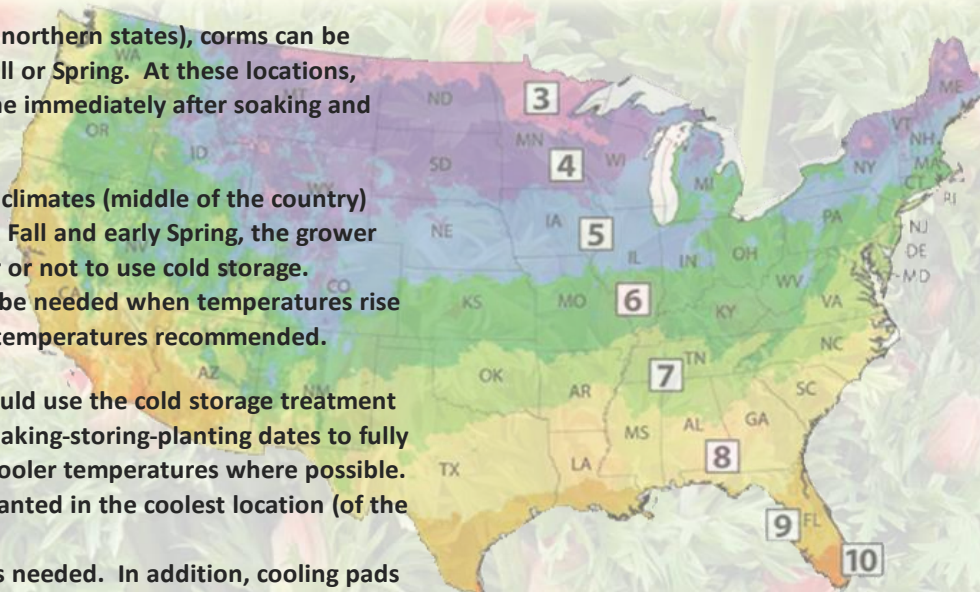 northern states), corms can be
ll or Spring. At these locations,
ne immediately after soaking and
climates (middle of the country)
Fall and early Spring, the grower
or not to use cold storage.
be needed when temperatures rise
temperatures recommended.
uld use the cold storage treatment
aking-storing-planting dates to fully
ooler temperatures where possible.
anted in the coolest location (of the
s needed. In addition, cooling pads
WA
MT
ND
3
ME
OR
ID
MN
VT
NH
SD
4
WI
NY
MA
WY
MI
CT
RI
NE
IA
5
PA
NJ
NV
IL
IN
OH
DE
MD
CO
WV
CA
KS
MO
6
KY
VA
NC
AZ
NM
OK
AR
7
TN
SC
MS
AL
GA
TX
LA
8
9
FL
10